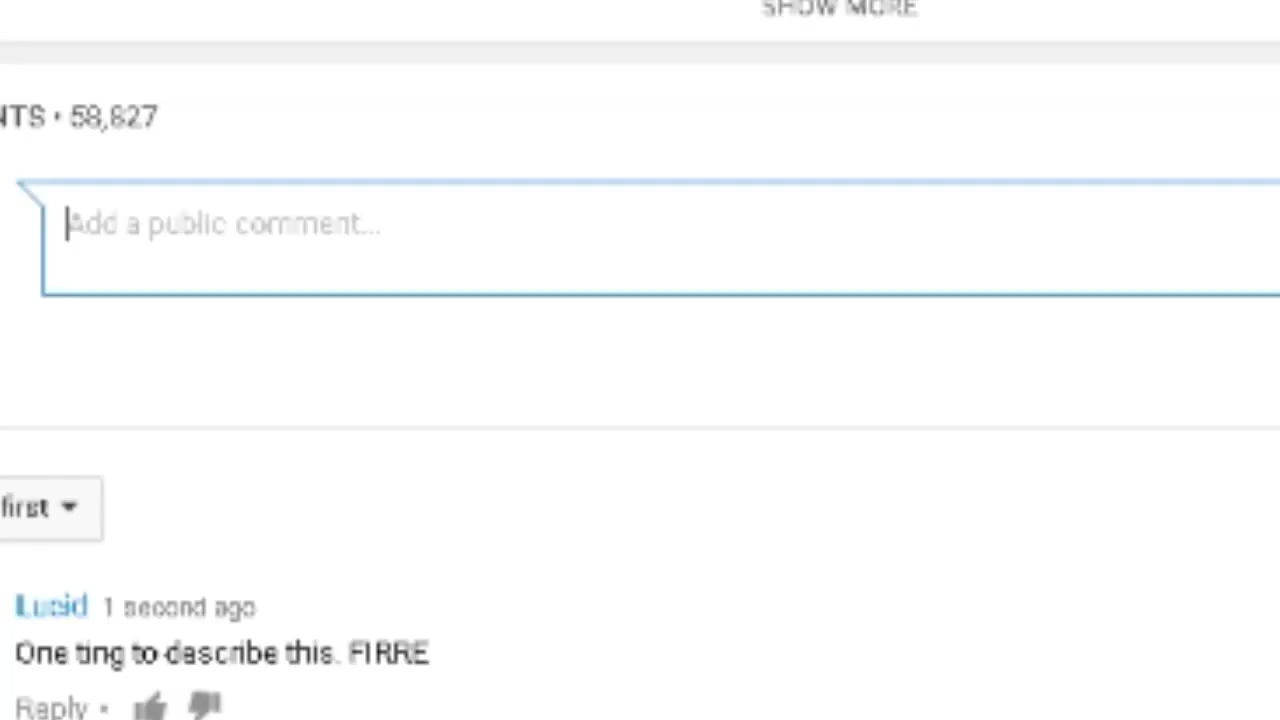 SHOW MORE
NTS • 58,827
Add a public comment...
first
Lucid 1 second ago
One ting to describe this. FIRRE
Reply •